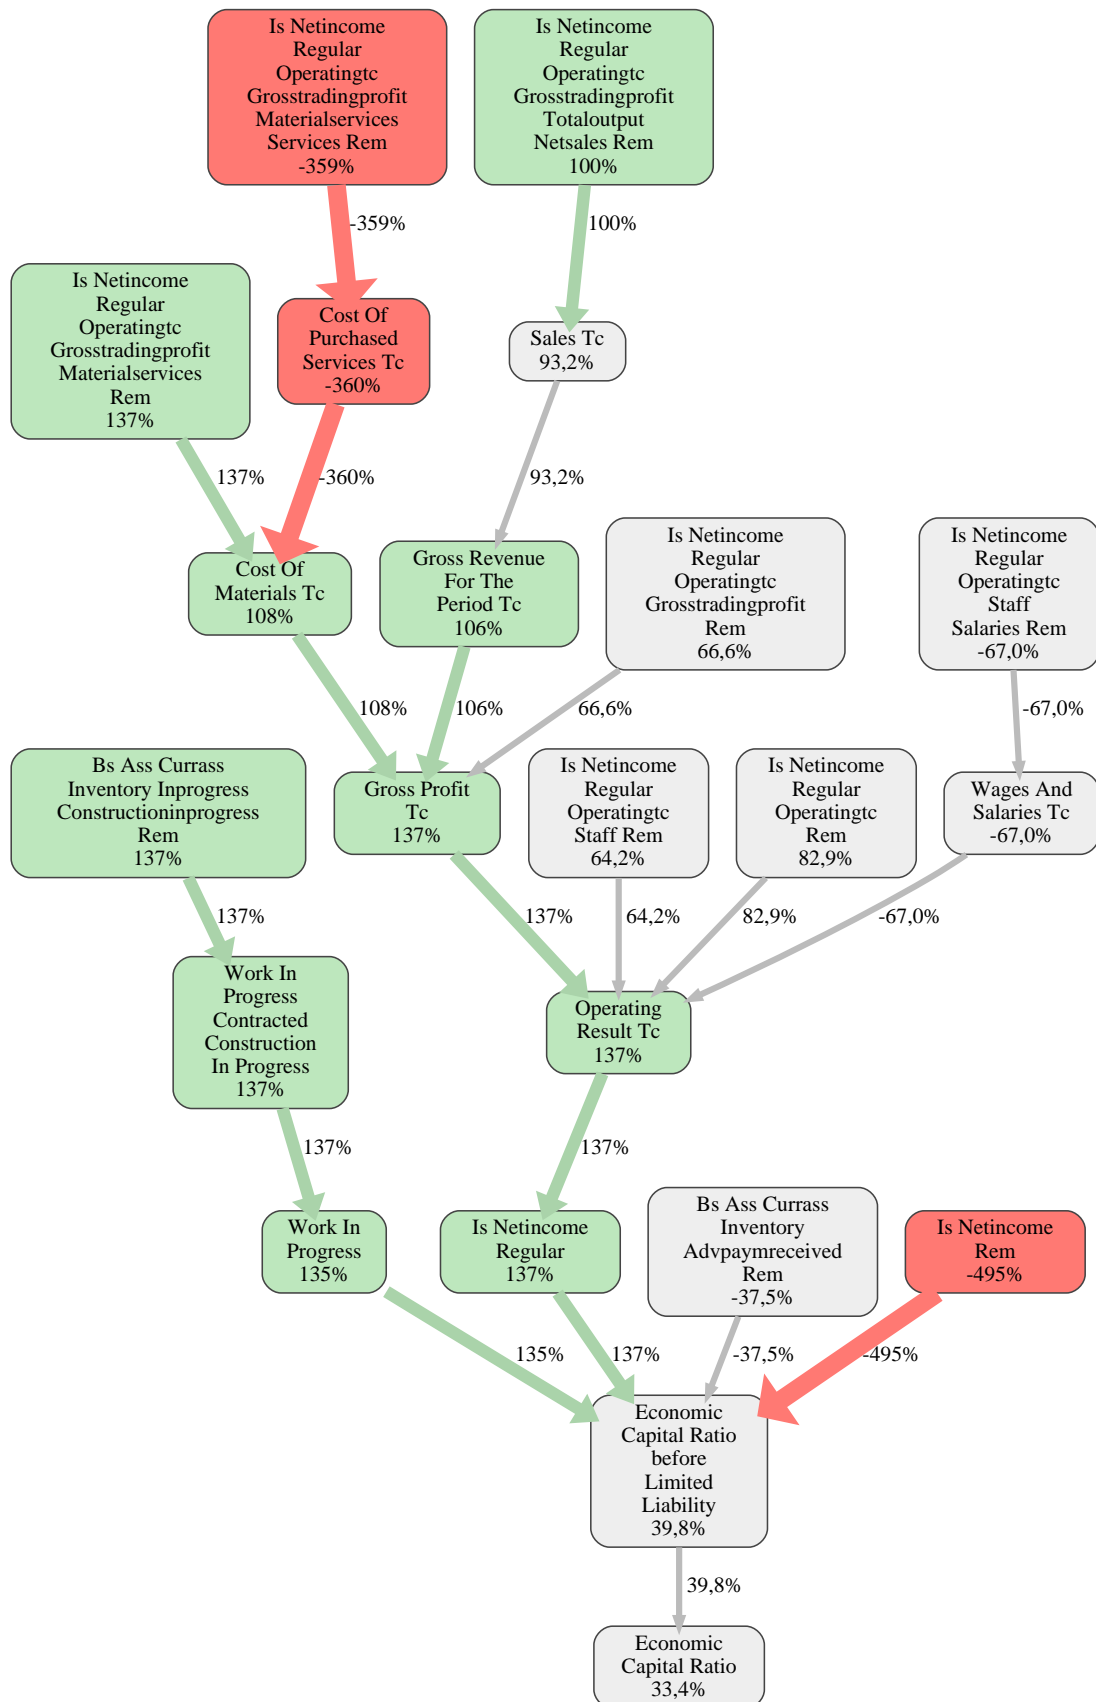 Is Netincome
Regular
Operatingtc
Grosstradingprofit
Materialservices
Services Rem
-359%
Is Netincome
Regular
Operatingtc
Grosstradingprofit
Totaloutput
Netsales Rem
100%
-359%
100%
Is Netincome
Regular
Operatingtc
Grosstradingprofit
Materialservices
Rem
137%
Cost Of
Purchased
Services Tc
-360%
Sales Tc
93,2%
137%
-360%
93,2%
Cost Of
Materials Tc
108%
Gross Revenue
For The
Period Tc
106%
Is Netincome
Regular
Operatingtc
Grosstradingprofit
Rem
66,6%
Is Netincome
Regular
Operatingtc
Staff
Salaries Rem
-67,0%
108%
106%
66,6%
-67,0%
Bs Ass Currass
Inventory Inprogress
Constructioninprogress
Rem
137%
Gross Profit
Tc
137%
Is Netincome
Regular
Operatingtc
Staff Rem
64,2%
Is Netincome
Regular
Operatingtc
Rem
82,9%
Wages And
Salaries Tc
-67,0%
137%
137%
64,2%
82,9%
-67,0%
Work In
Progress
Contracted
Construction
In Progress
137%
Operating
Result Tc
137%
137%
137%
Work In
Progress
135%
Is Netincome
Regular
137%
Bs Ass Currass
Inventory
Advpaymreceived
Rem
-37,5%
Is Netincome
Rem
-495%
135%
137%
-37,5%
-495%
Economic
Capital Ratio
before
Limited
Liability
39,8%
39,8%
Economic
Capital Ratio
33,4%